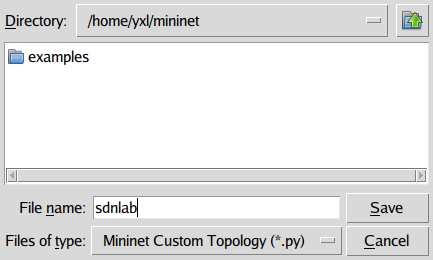 Directory: /home/yxl/mininet
examples
File name: sdnlab Save
Files of type: Mininet Custom Topology (*.py) Cancel